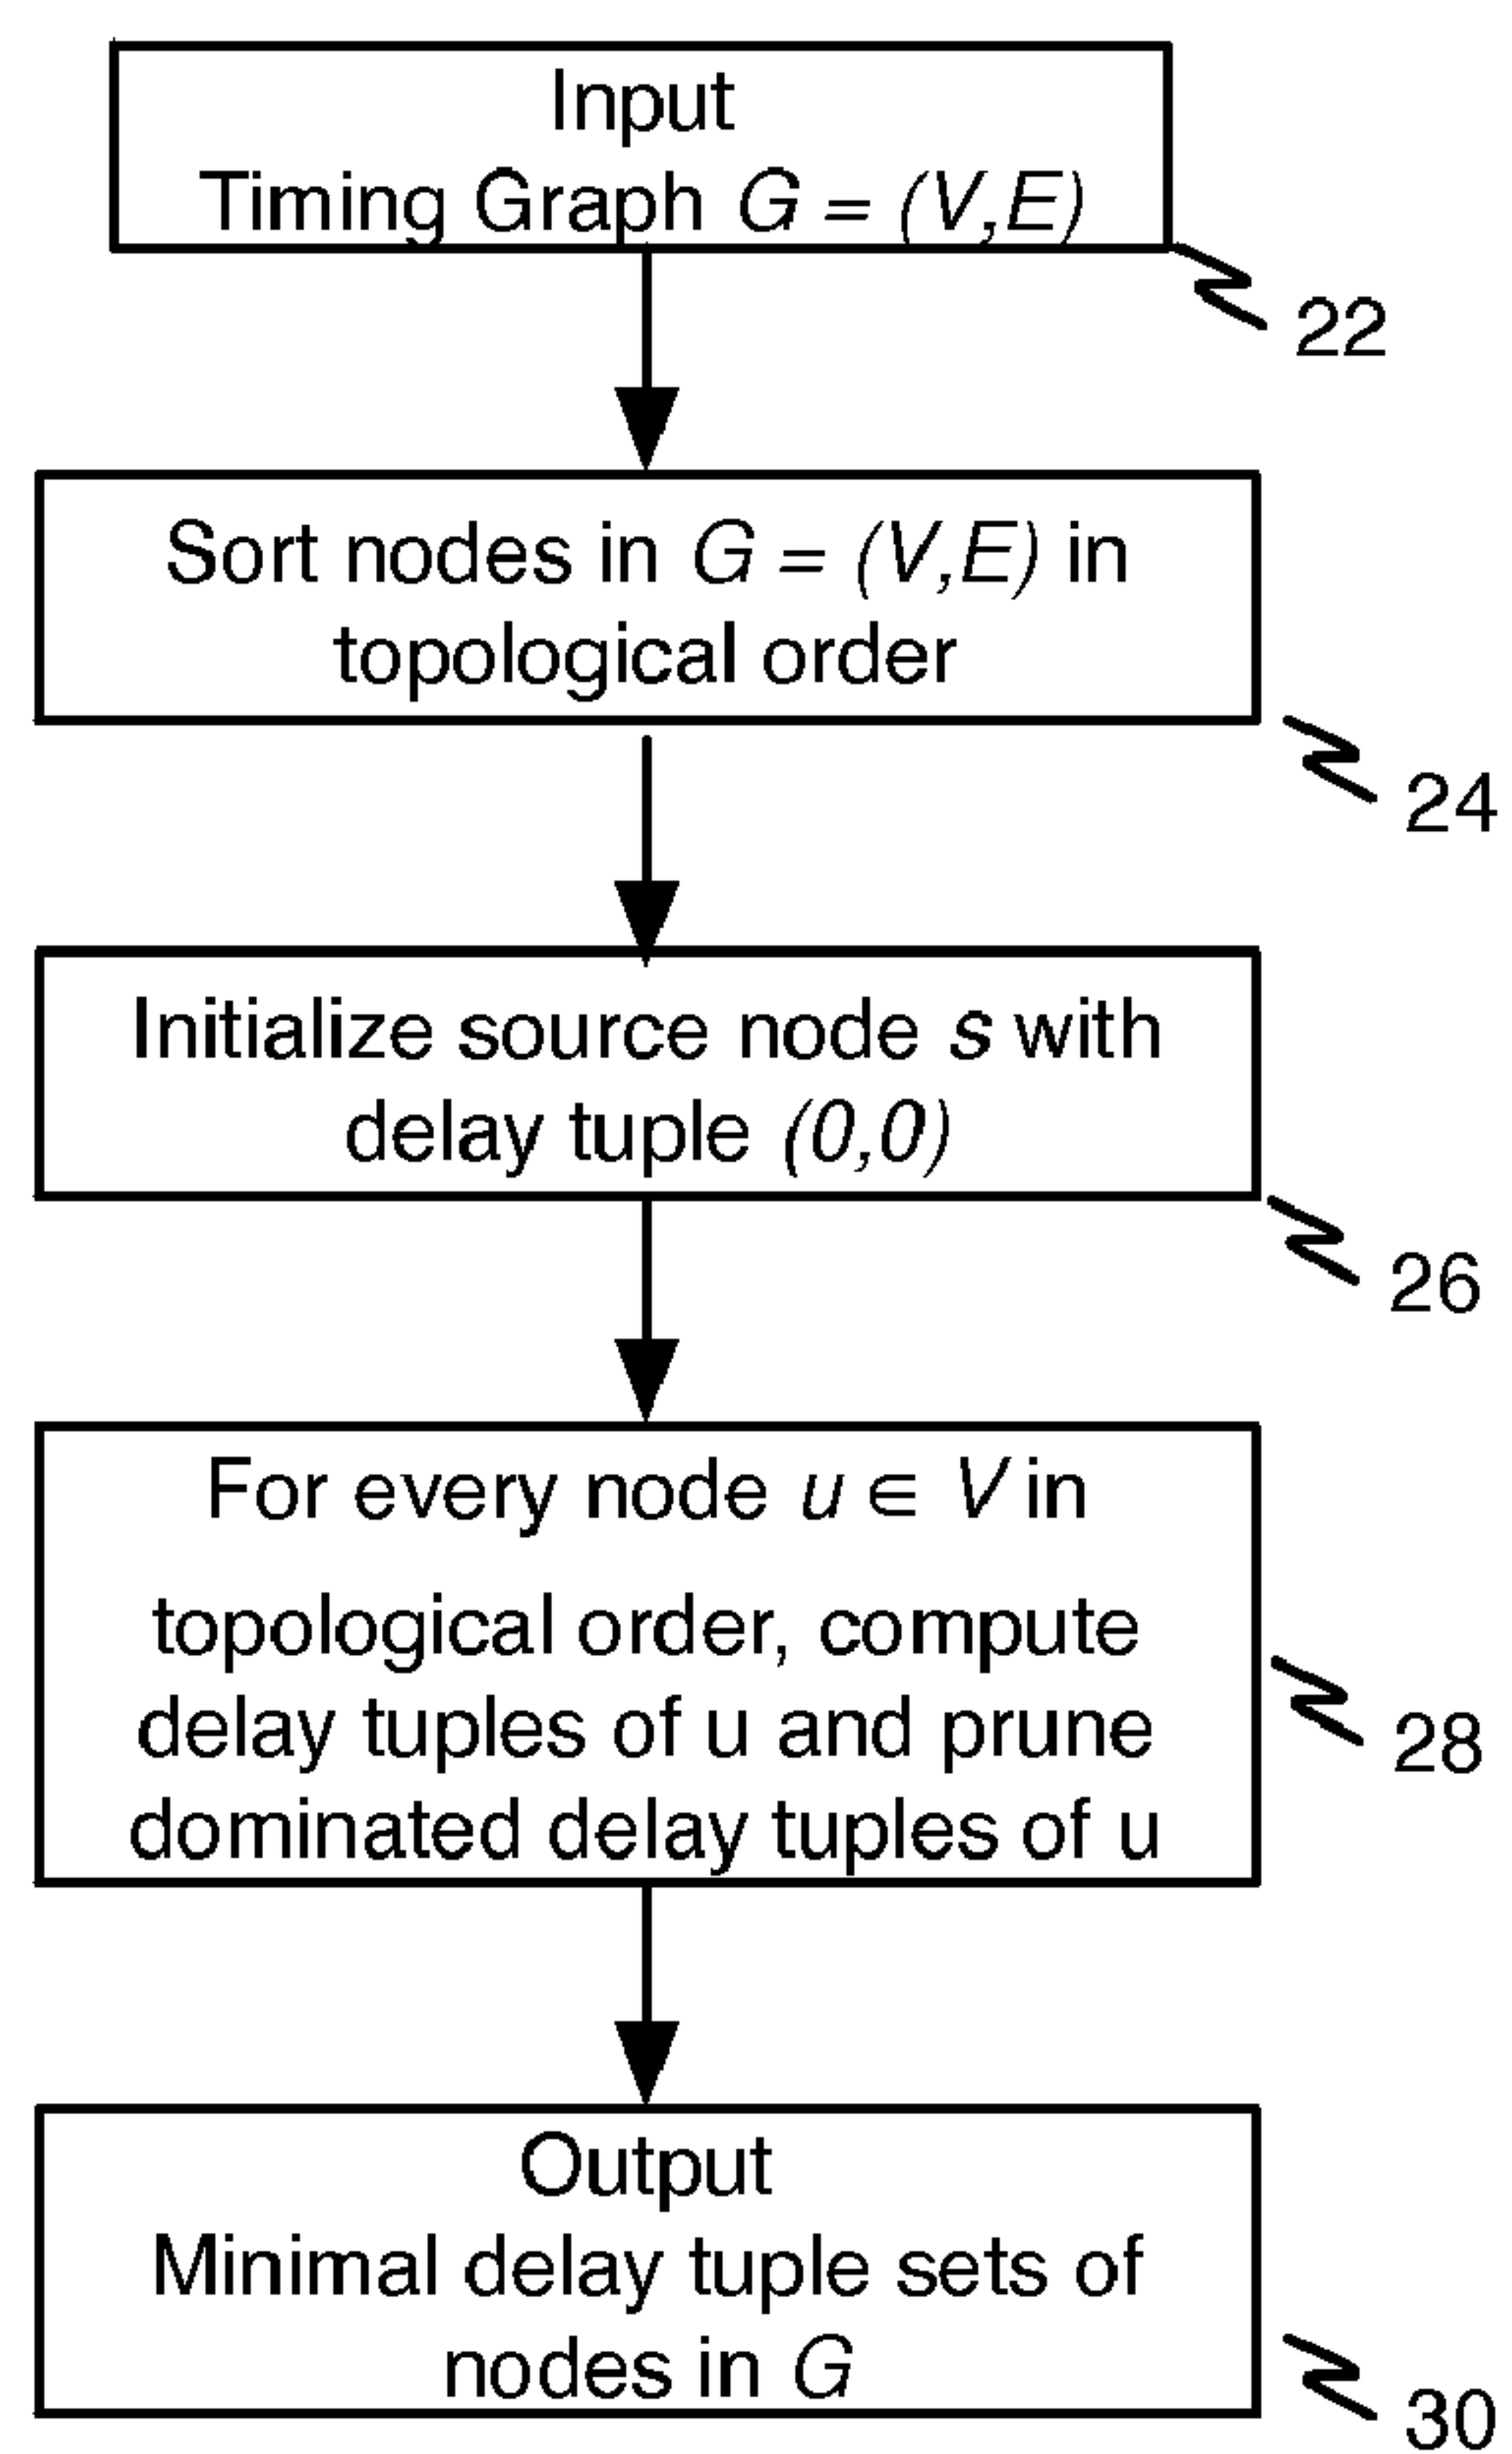 Input
Timing Graph G = (V,E)
22
Sort nodes in G = (V,E) in
topological order
24
Initialize source node s with
delay tuple (0,0)
26
For every node u ∈ V in
topological order, compute
delay tuples of u and prune
dominated delay tuples of u
28
Output
Minimal delay tuple sets of
nodes in G
30